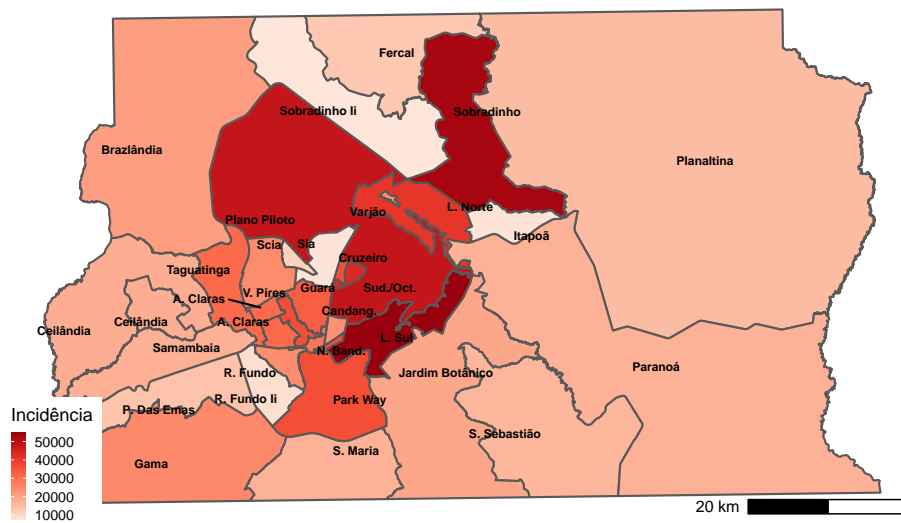 Fercal
Sobradinho Ii
Sobradinho
Brazlândia
Planaltina
Plano Piloto
Varjão
L. Norte
Scia
Sia
Itapoã
Cruzeiro
Taguatinga
V. Pires
Guará
Sud./Oct.
A. Claras
Candang.
Ceilândia
Ceilândia
A. Claras
L. Sul
Samambaia
N. Band.
R. Fundo
Jardim Botânico
Paranoá
R. Fundo Ii
Park Way
P. Das Emas
S. Sebastião
S. Maria
Gama
Incidência
50000
40000
30000
20000
10000
20 km